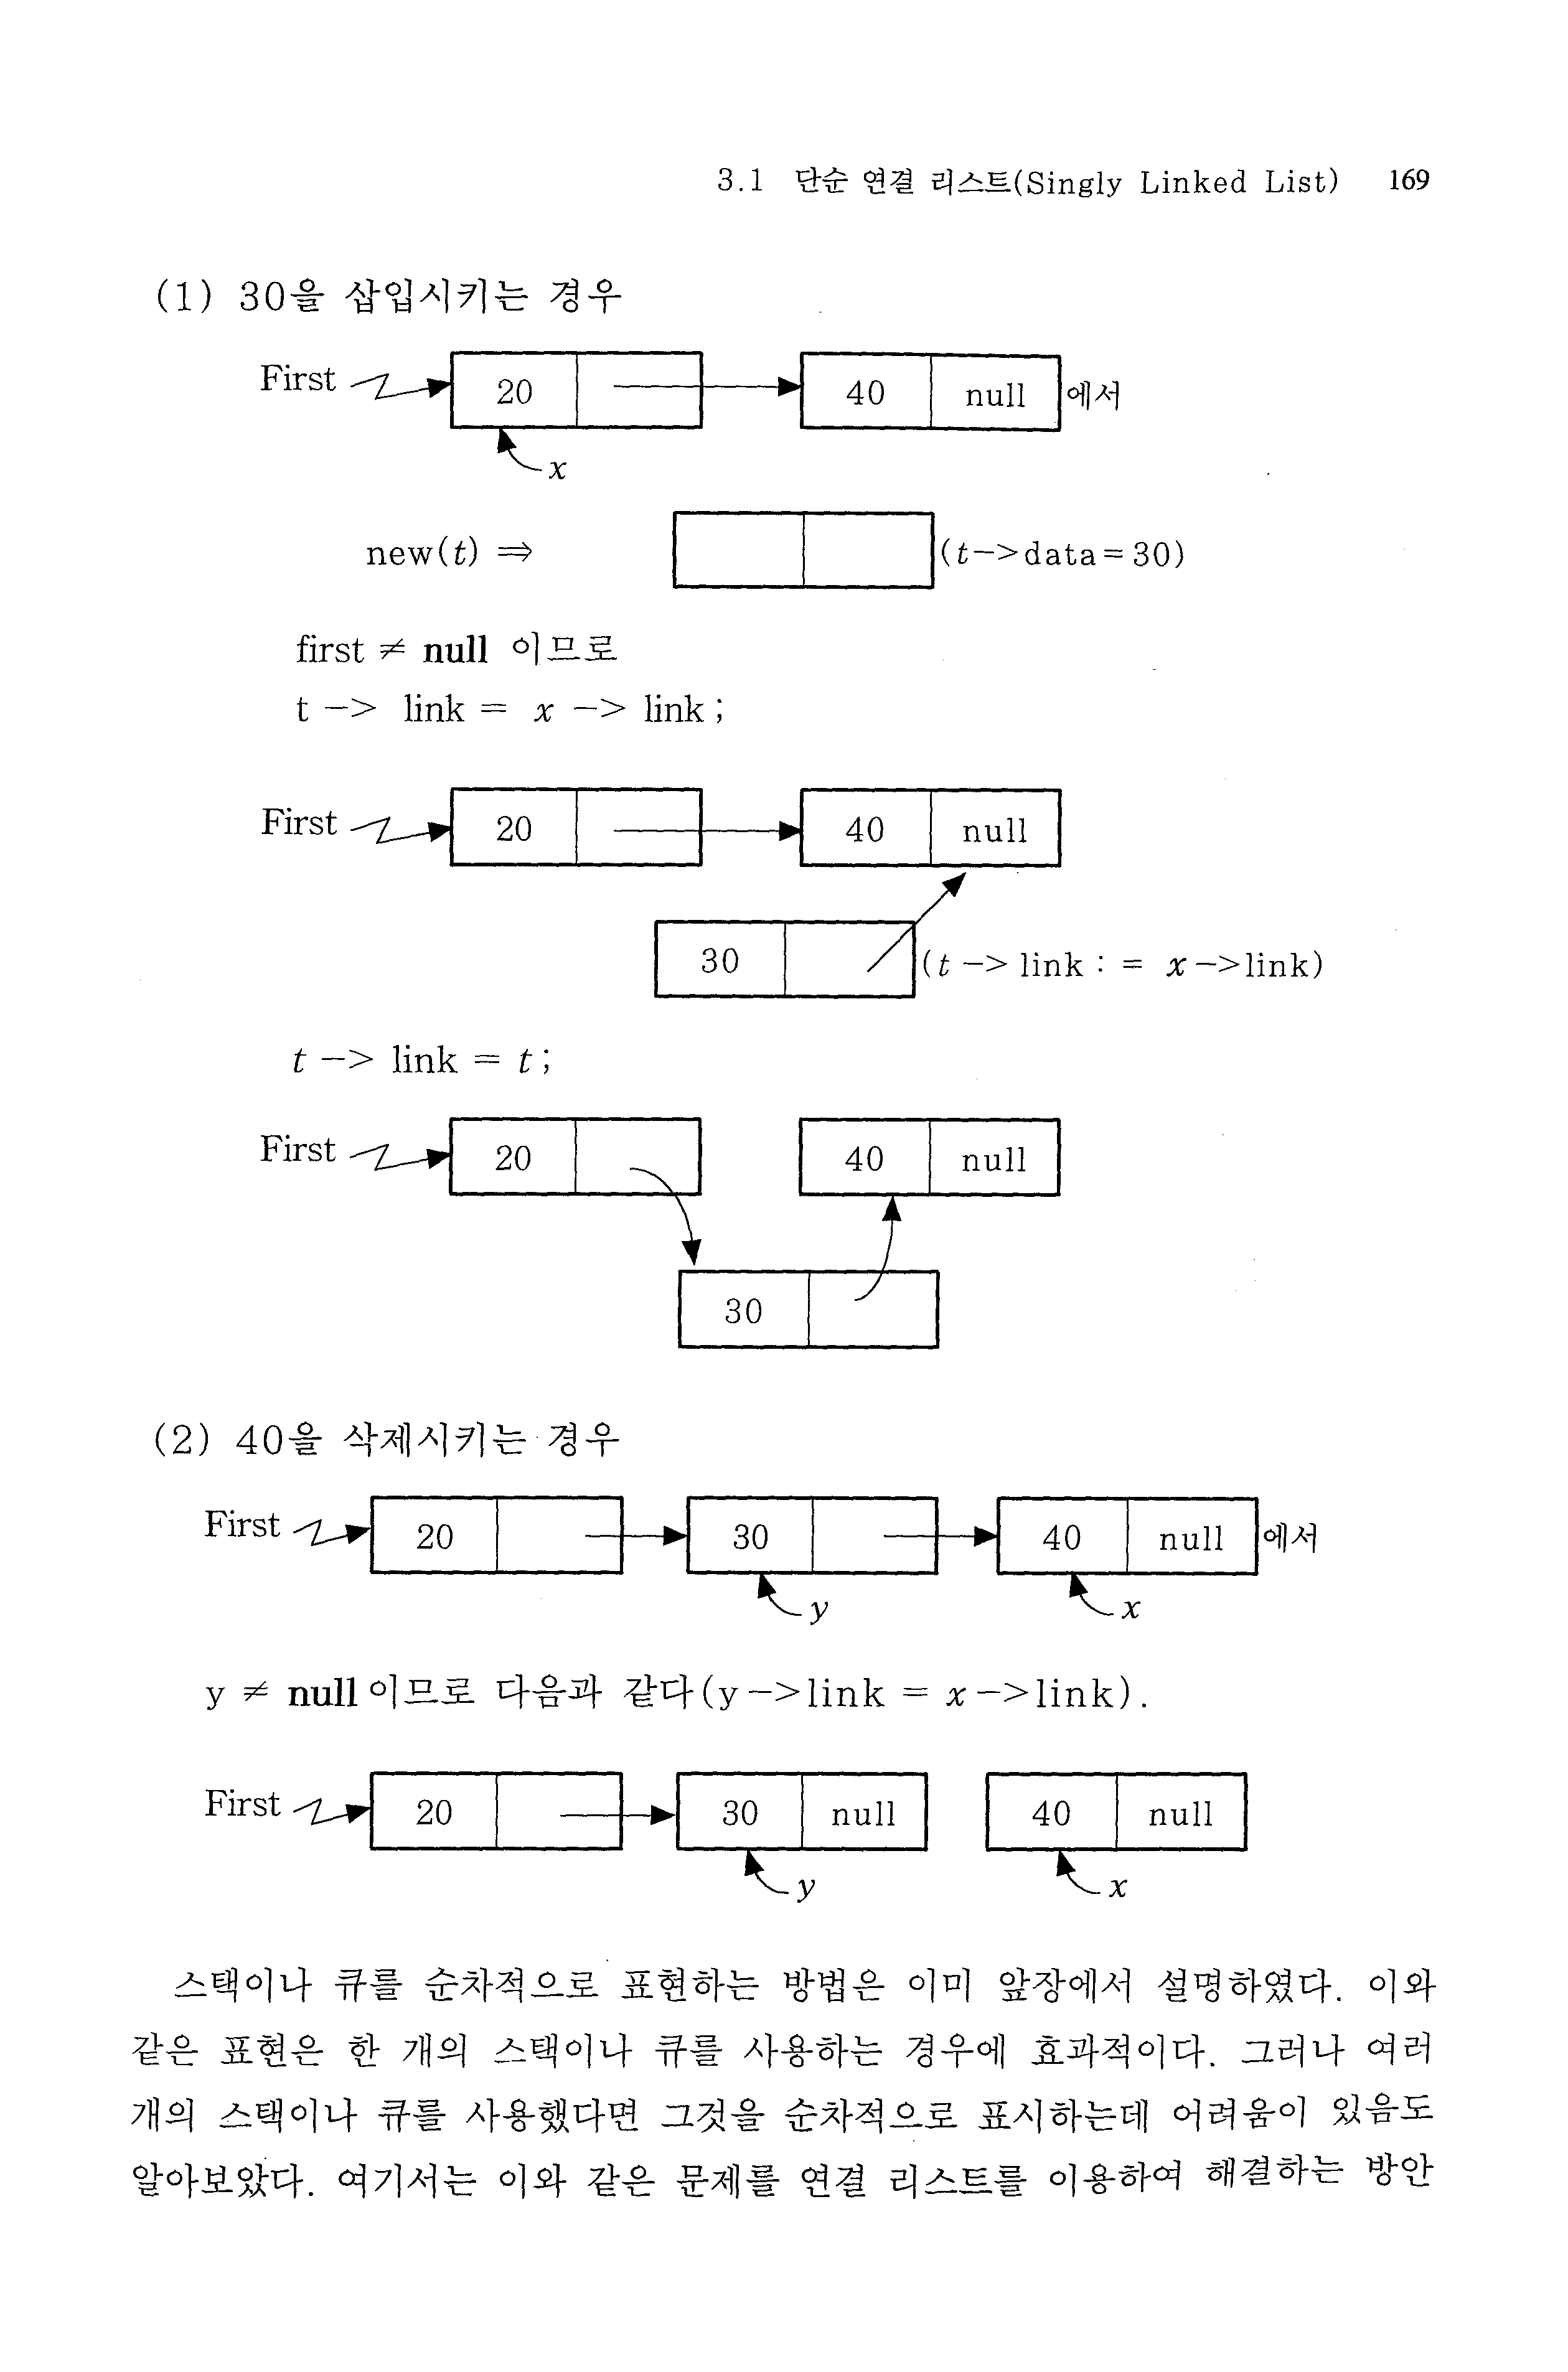 3.1 단순 연결 리스트(Singly Linked List) 169
(1) 30을 삽입시키는 경우
First 20 40 null 에서
x
new(t) ⇒ (t->data=30)
first ≠ null 이므로
t -> link = x -> link ;
First 20 40 null
30 (t -> link : = x ->link)
t -> link = t ;
First 20 40 null
30
(2) 40을 삭제시키는 경우
First 20 30 40 null 에서
y x
y ≠ null이므로 다음과 같다(y->link = x->link).
First 20 30 null 40 null
y x
스택이나 큐를 순차적으로 표현하는 방법은 이미 앞장에서 설명하였다. 이와
같은 표현은 한 개의 스택이나 큐를 사용하는 경우에 효과적이다. 그러나 여러
개의 스택이나 큐를 사용했다면 그것을 순차적으로 표시하는데 어려움이 있음도
알아보았다. 여기서는 이와 같은 문제를 연결 리스트를 이용하여 해결하는 방안